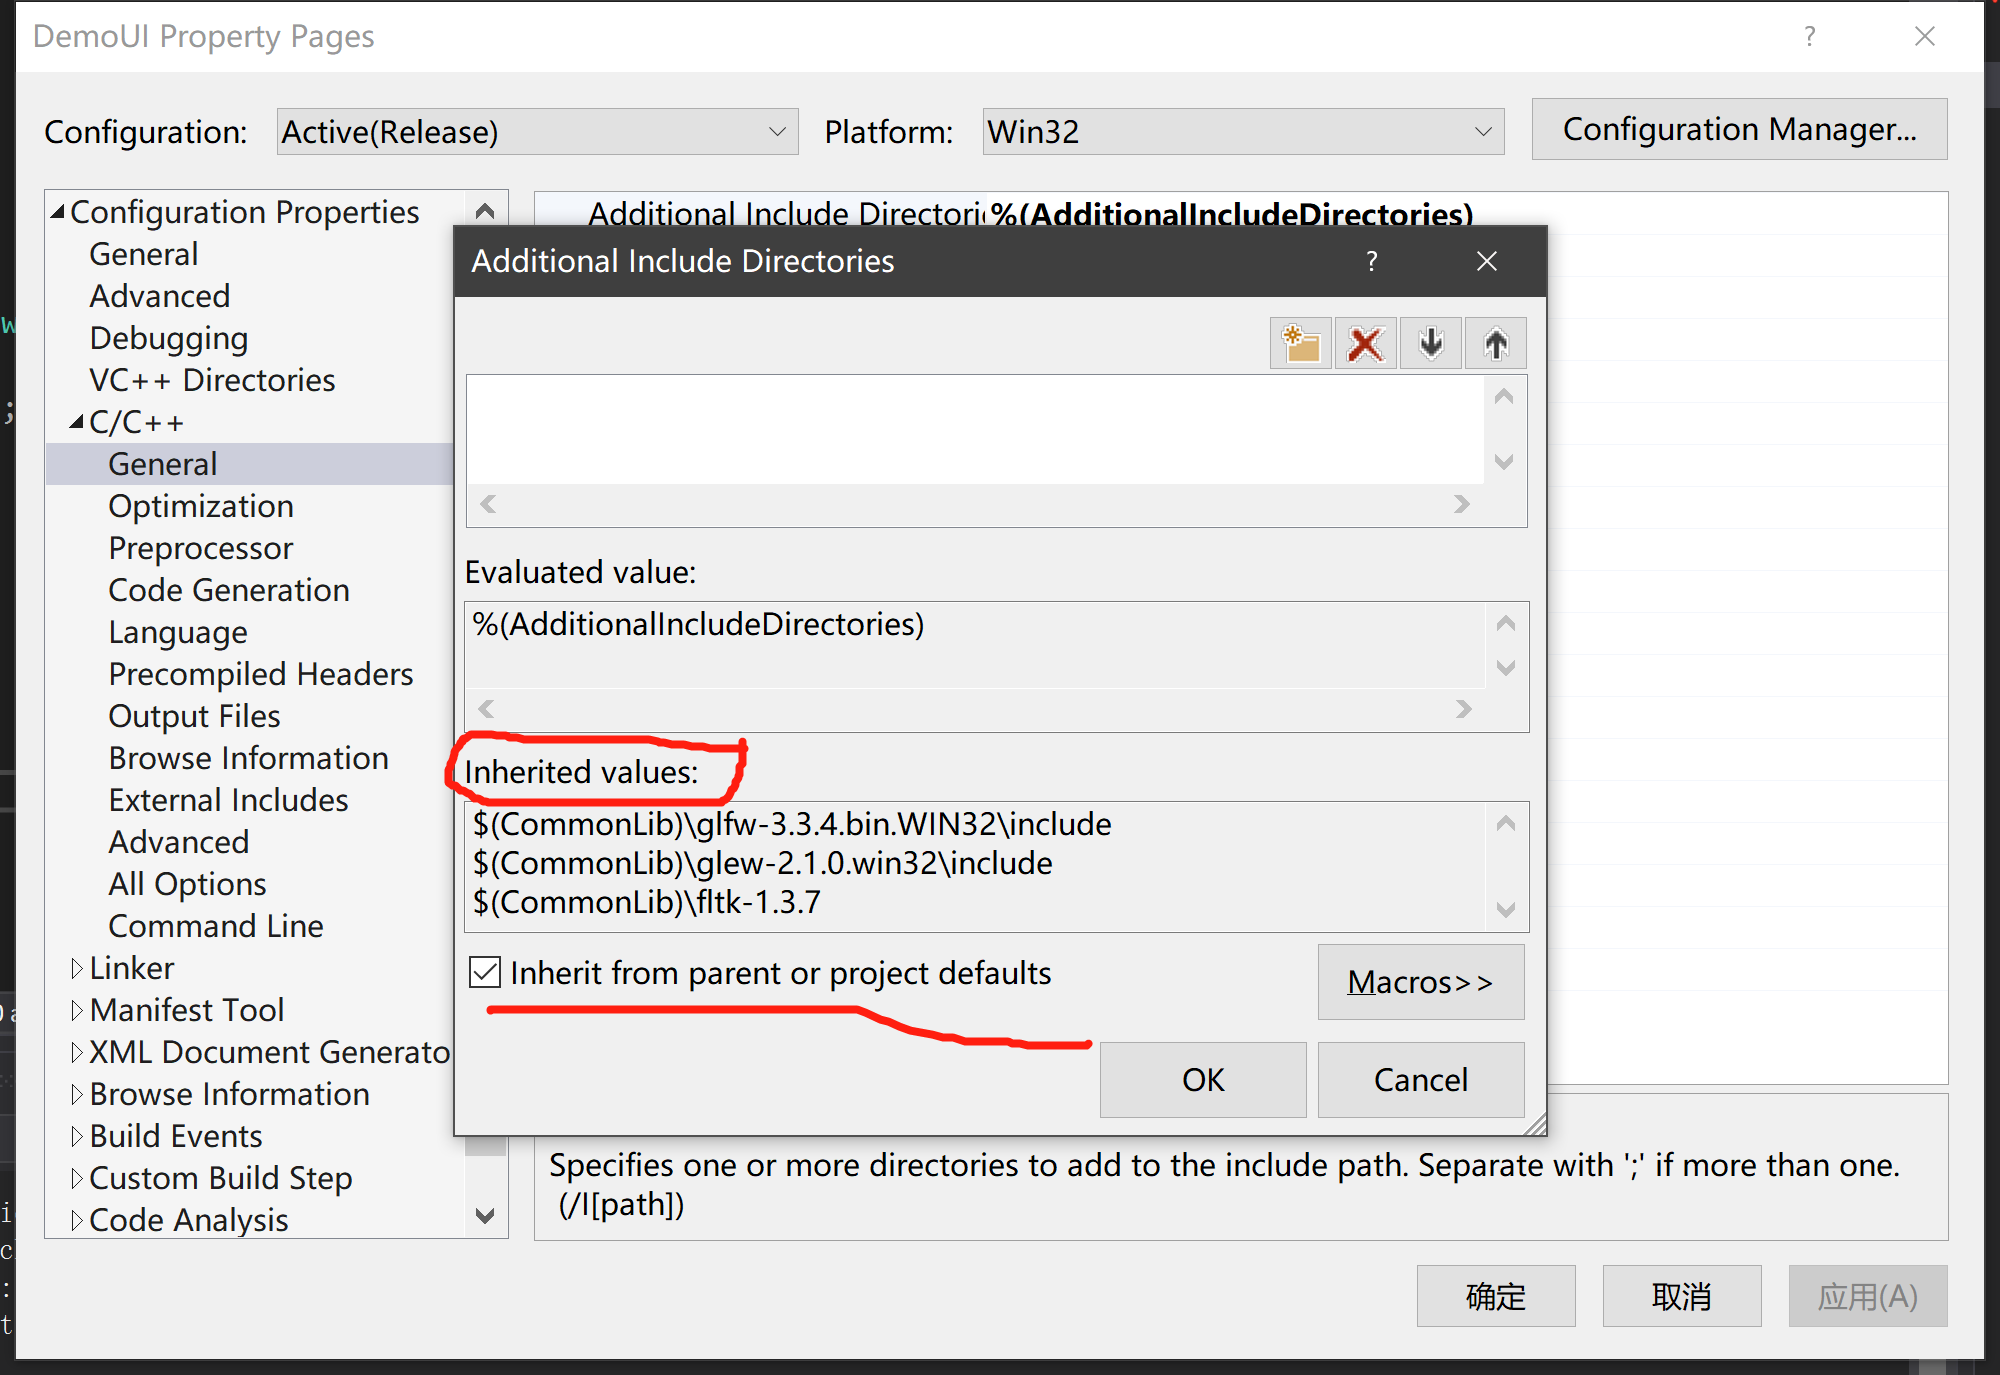 DemoUI Property Pages
?
Configuration:
Active(Release)
Platform:
Win32
Configuration Manager...
Configuration Properties
General
Advanced
Debugging
VC++ Directories
C/C++
General
Optimization
Preprocessor
Code Generation
Language
Precompiled Headers
Output Files
Browse Information
External Includes
Advanced
All Options
Command Line
Linker
Manifest Tool
XML Document Generato
Browse Information
Build Events
Custom Build Step
Code Analysis
Additional Include Directori
%(AdditionalIncludeDirectories)
Additional Include Directories
?
Evaluated value:
%(AdditionalIncludeDirectories)
Inherited values:
$(CommonLib)\glfw-3.3.4.bin.WIN32\include
$(CommonLib)\glew-2.1.0.win32\include
$(CommonLib)\fltk-1.3.7
Inherit from parent or project defaults
Macros>>
OK
Cancel
Specifies one or more directories to add to the include path. Separate with ';' if more than one.
(/I[path])
确定
取消
应用(A)